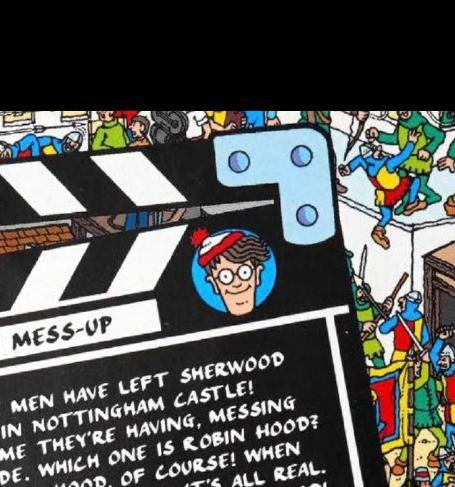 MESS-UP
MEN HAVE LEFT SHERWOOD
IN NOTTINGHAM CASTLE!
ME THEY'RE HAVING, MESSING
DE. WHICH ONE IS ROBIN HOOD?
HOOD, OF COURSE! WHEN
IT'S ALL REAL.